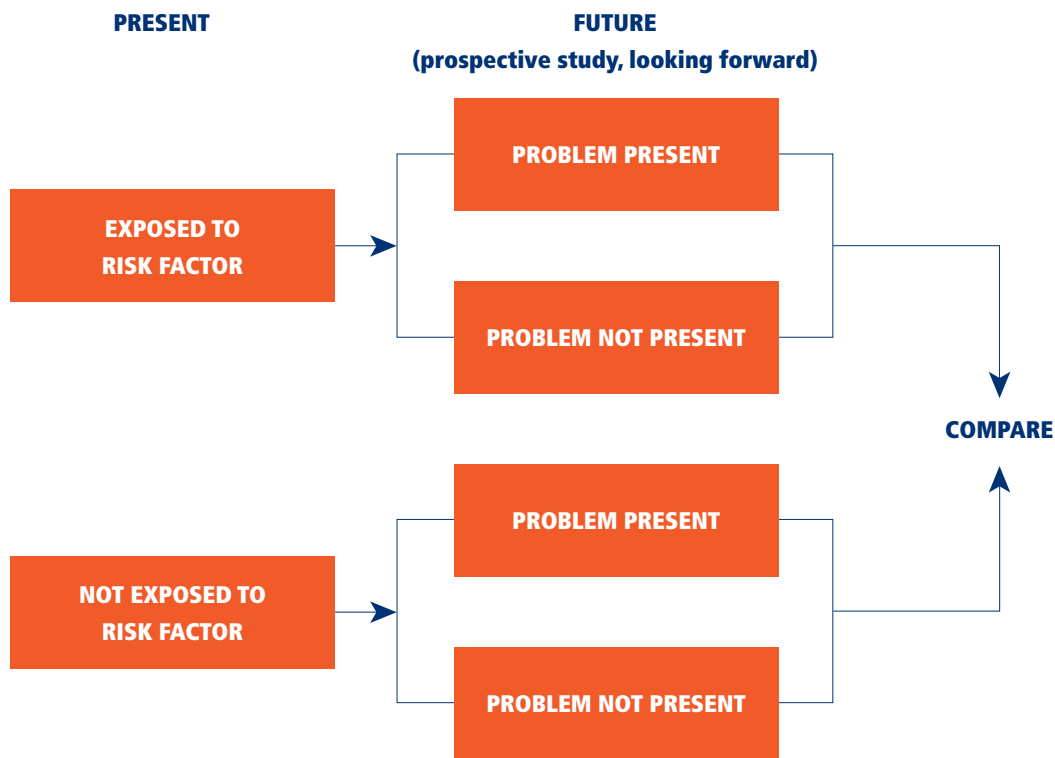 PRESENT
FUTURE
(prospective study, looking forward)
PROBLEM PRESENT
EXPOSED TO
RISK FACTOR
PROBLEM NOT PRESENT
COMPARE
PROBLEM PRESENT
NOT EXPOSED TO
RISK FACTOR
PROBLEM NOT PRESENT